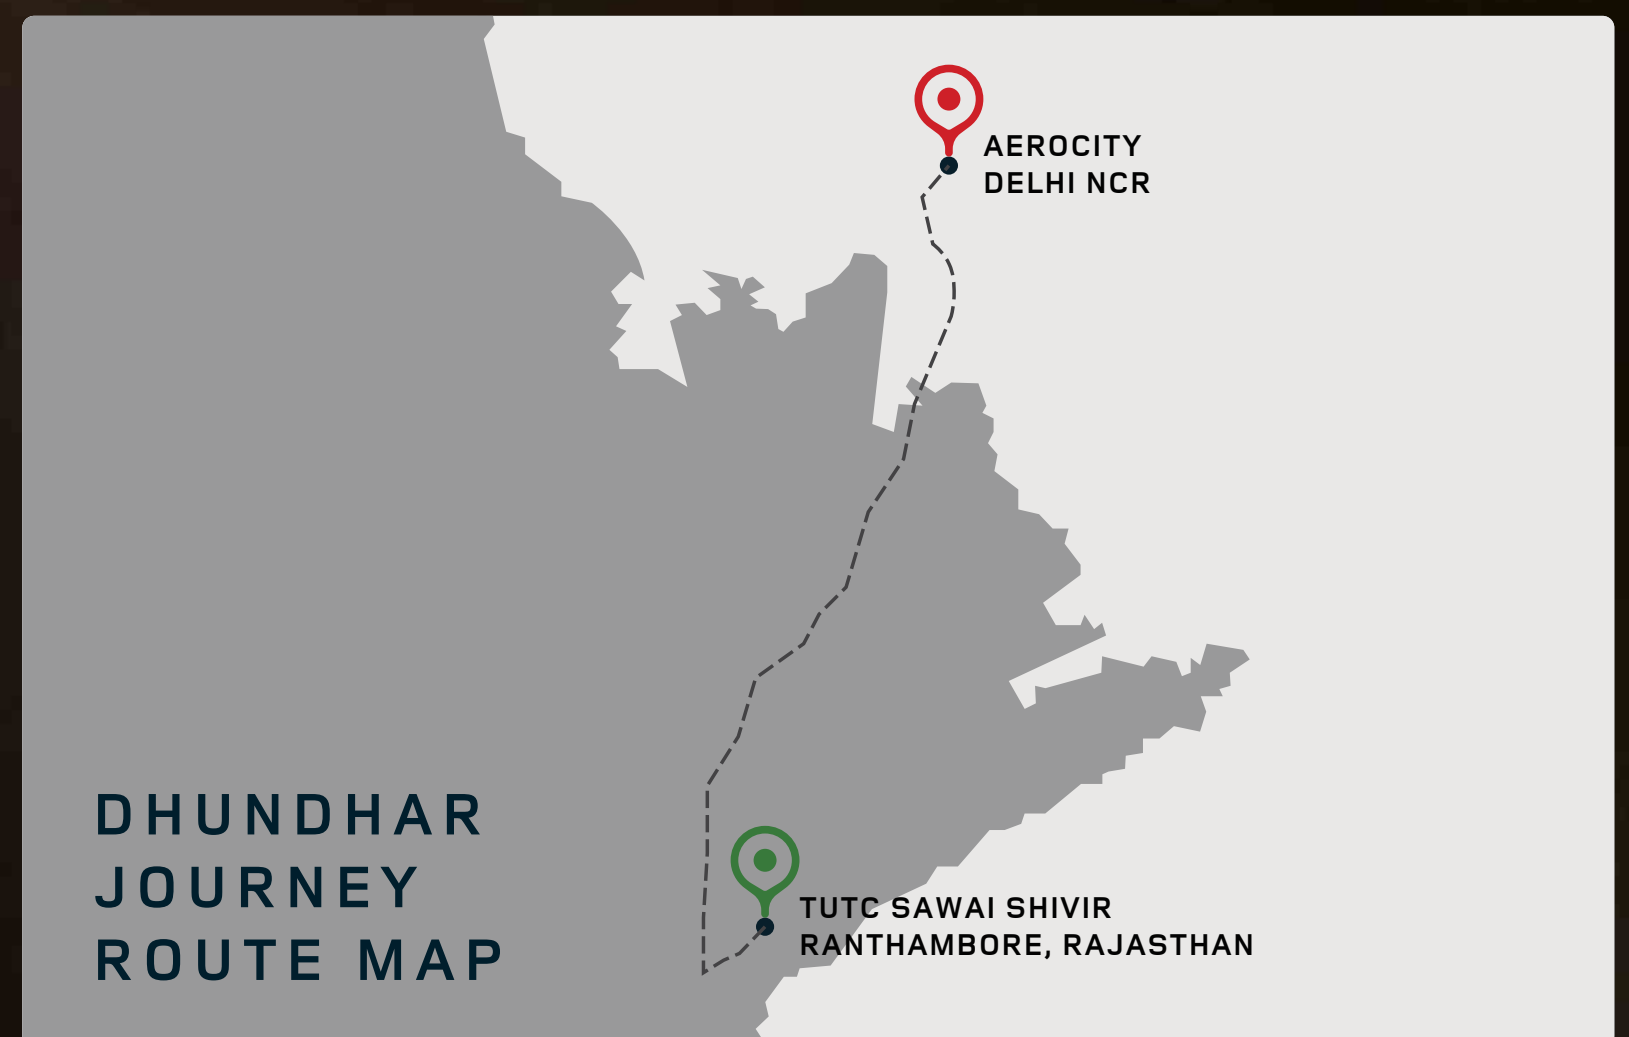 AEROCITY
DELHI NCR
DHUNDHAR
JOURNEY
ROUTE MAP
TUTC SAWAI SHIVIR
RANTHAMBORE, RAJASTHAN